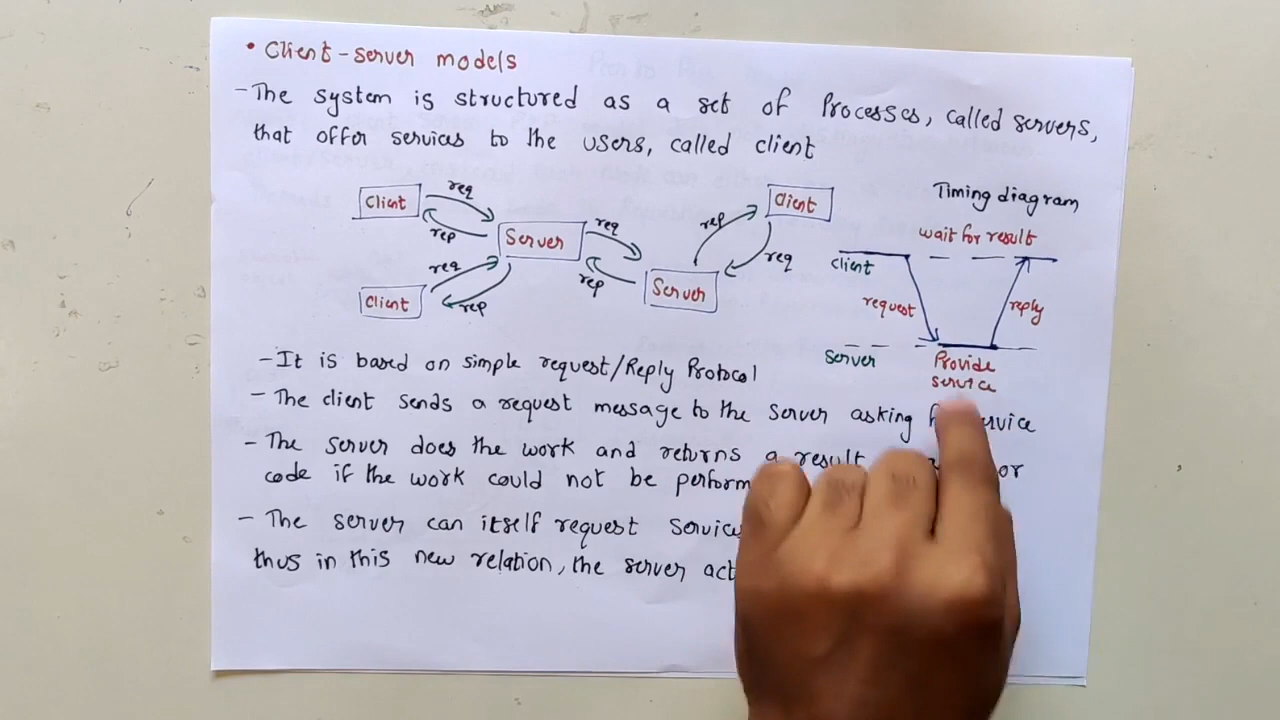 • Client-server models
- The system is structured as a set of Processes, called servers,
that offer services to the users, called client
Client
req
rep
Client
req
rep
Server
req
rep
Server
rep
req
Client
Timing diagram
wait for result
client
request
reply
server
Provide
service
- It is based on simple request/Reply Protocol
- The client sends a request message to the server asking service
- The server does the work and returns a result or
code if the work could not be perform
- The server can itself request
thus in this new relation, the server act